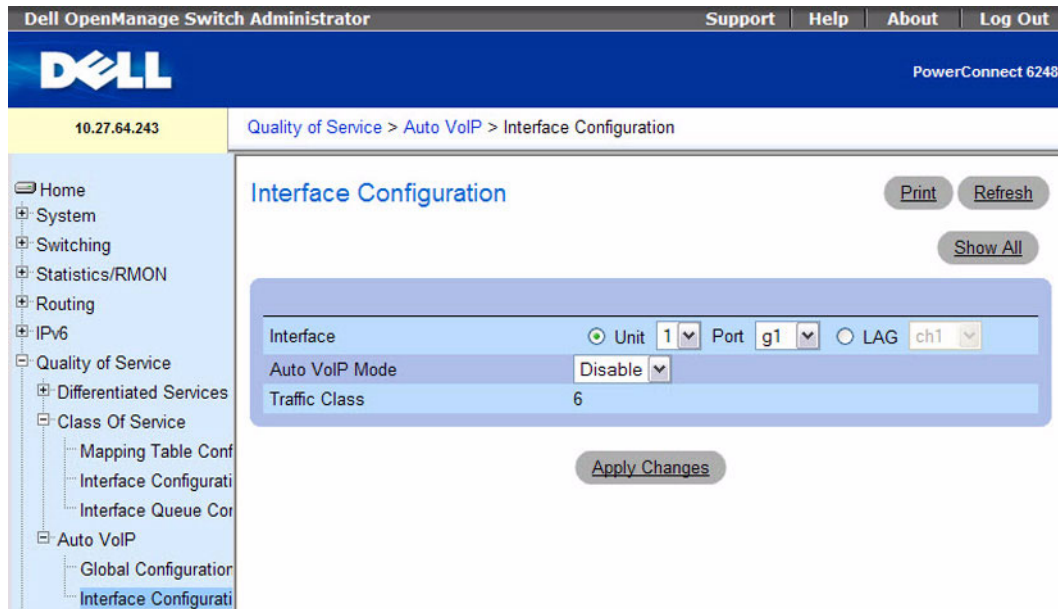 Dell OpenManage Switch Administrator
Support | Help | About | Log Out
DELL
PowerConnect 6248
10.27.64.243
Quality of Service > Auto VoIP > Interface Configuration
Home
System
Switching
Statistics/RMON
Routing
IPv6
Quality of Service
Differentiated Services
Class Of Service
Mapping Table Conf
Interface Configurati
Interface Queue Cor
Auto VoIP
Global Configuration
Interface Configurati
Interface Configuration
Print Refresh
Show All
Interface Unit 1 Port g1 LAG ch1
Auto VoIP Mode Disable
Traffic Class 6
Apply Changes